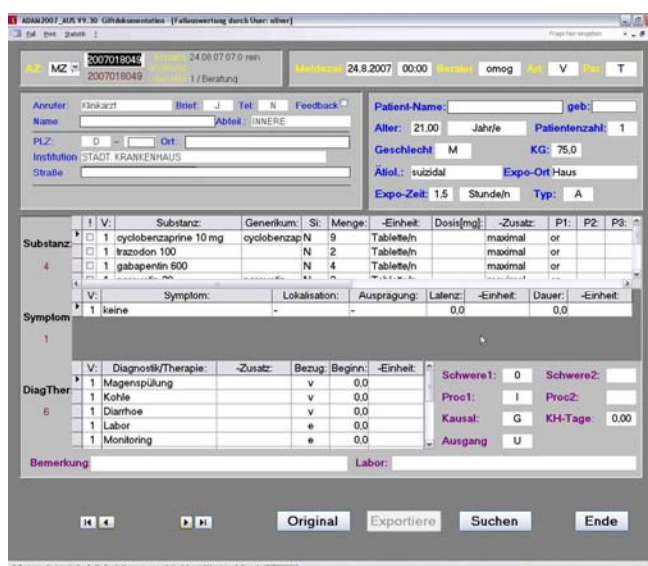 ADAM2007_AUS V9.30 Giftdokumentation - [Fallauswertung durch User: silver]
AZ: MZ 2007018049 24.08.07 07.0 rein
2007018049 1 / Beratung
24.8.2007 00:00 omog Art: V T
Anrufer: Klinikarzt Brief: J Tel: N Feedback
Name Abteil.: INNERE
PLZ: D - Ort:
Institution STADT. KRANKENHAUS
Straße
Patient-Name: geb:
Alter: 21,00 Jahr/e Patientenzahl: 1
Geschlecht M KG: 75,0
Ätiol.: suizidal Expo-Ort Haus
Expo-Zeit: 1,5 Stunde/n Typ: A
! V: Substanz: Generikum: Si: Menge: -Einheit: Dosis[mg]: -Zusatz: P1: P2: P3:
Substanz:
1 cyclobenzaprine 10 mg cyclobenzap N 9 Tablette/n maximal or
1 trazodon 100 N 2 Tablette/n maximal or
4
1 gabapentin 600 N 4 Tablette/n maximal or
V: Symptom: Lokalisation: Ausprägung: Latenz: -Einheit: Dauer: -Einheit:
Symptom 1 keine - - 0,0 0,0
1
V: Diagnostik/Therapie: -Zusatz: Bezug: Beginn: -Einheit:
DiagTher.
1 Magenspülung v 0,0
1 Kohle v 0,0
6
1 Diarrhoe v 0,0
1 Labor e 0,0
1 Monitoring e 0,0
Schwere1: 0 Schwere2:
Proc1: I Proc2:
Kausal: G KH-Tage: 0,00
Ausgang U
Bemerkung: Labor:
Original Exportiere Suchen Ende